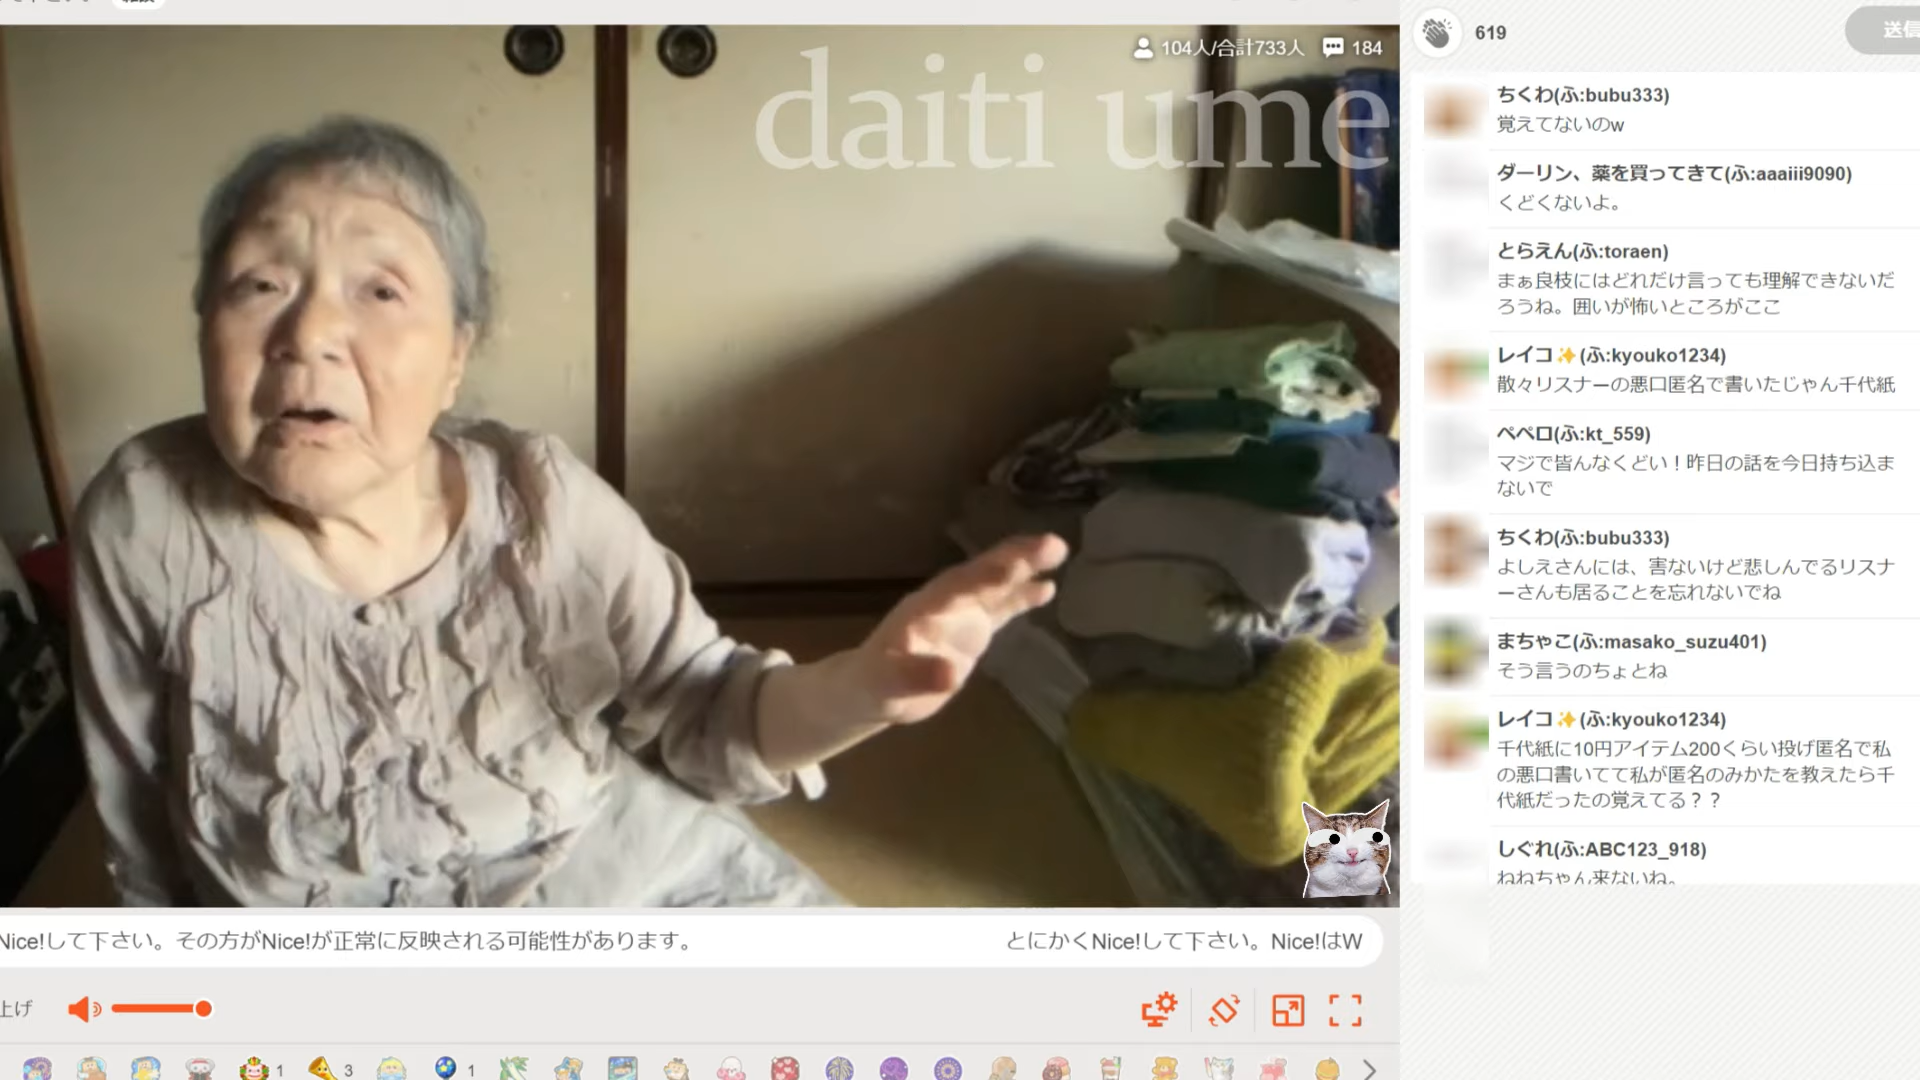 104人/合計733人 184
daiti ume
619
送信
ちくわ(ふ:bubu333)
覚えてないのw
ダーリン、薬を買ってきて(ふ:aaaiii9090)
くどくないよ。
とらえん(ふ:toraen)
まぁ良枝にはどれだけ言っても理解できないだ
ろうね。囲いが怖いところがここ
レイコ✨(ふ:kyouko1234)
散々リスナーの悪口匿名で書いたじゃん千代紙
ペペロ(ふ:kt_559)
マジで皆んなくどい！昨日の話を今日持ち込ま
ないで
ちくわ(ふ:bubu333)
よしえさんには、害ないけど悲しんでるリスナ
ーさんも居ることを忘れないでね
まちゃこ(ふ:masako_suzu401)
そう言うのちょとね
レイコ✨(ふ:kyouko1234)
千代紙に10円アイテム200くらい投げ匿名で私
の悪口書いてて私が匿名のみかたを教えたら千
代紙だったの覚えてる？？
しぐれ(ふ:ABC123_918)
ねねちゃん来ないね。
Nice!して下さい。その方がNice!が正常に反映される可能性があります。 とにかくNice!して下さい。Nice!はW
上げ
1 3 1